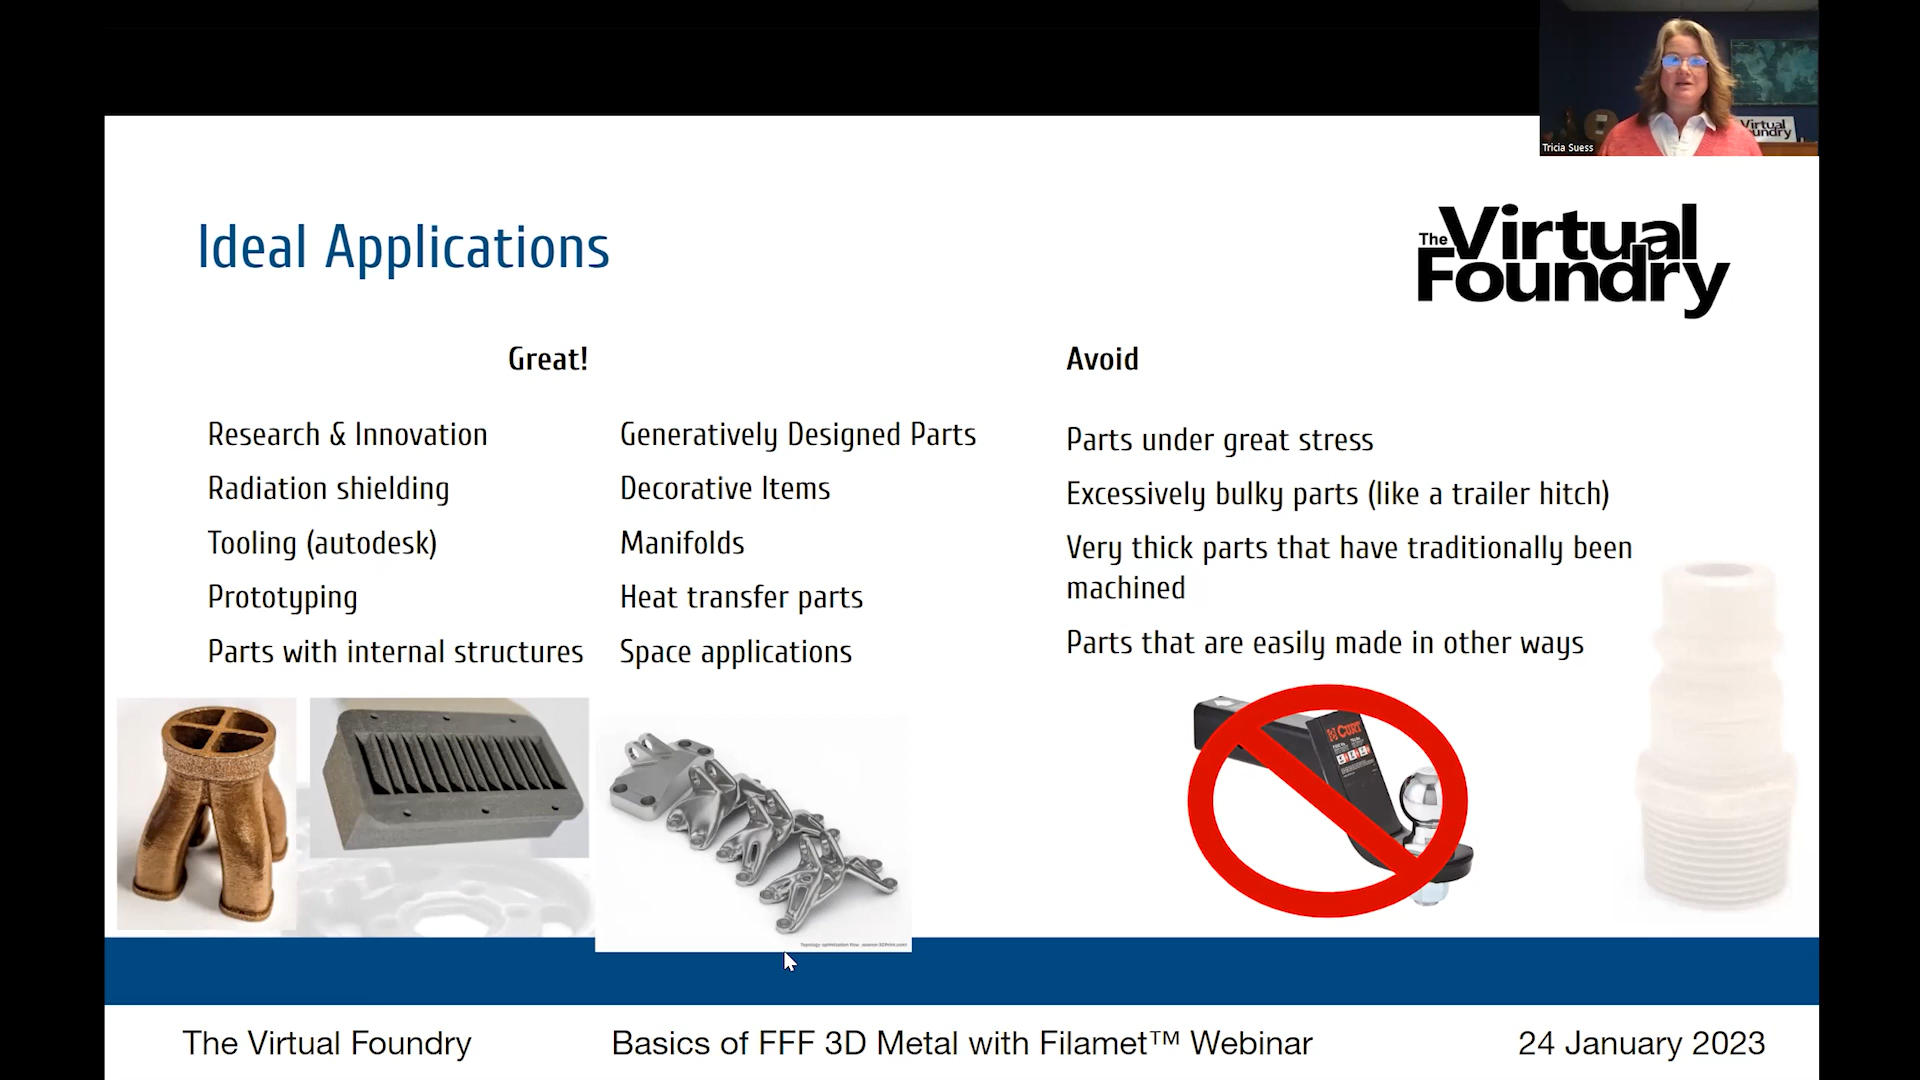 Tricia Suess
Virtual
undry
Ideal Applications
The Virtual
Foundry
Great!
Research & Innovation
Radiation shielding
Tooling (autodesk)
Prototyping
Parts with internal structures
Generatively Designed Parts
Decorative Items
Manifolds
Heat transfer parts
Space applications
Avoid
Parts under great stress
Excessively bulky parts (like a trailer hitch)
Very thick parts that have traditionally been
machined
Parts that are easily made in other ways
CURT
The Virtual Foundry
Basics of FFF 3D Metal with Filamet™ Webinar
24 January 2023